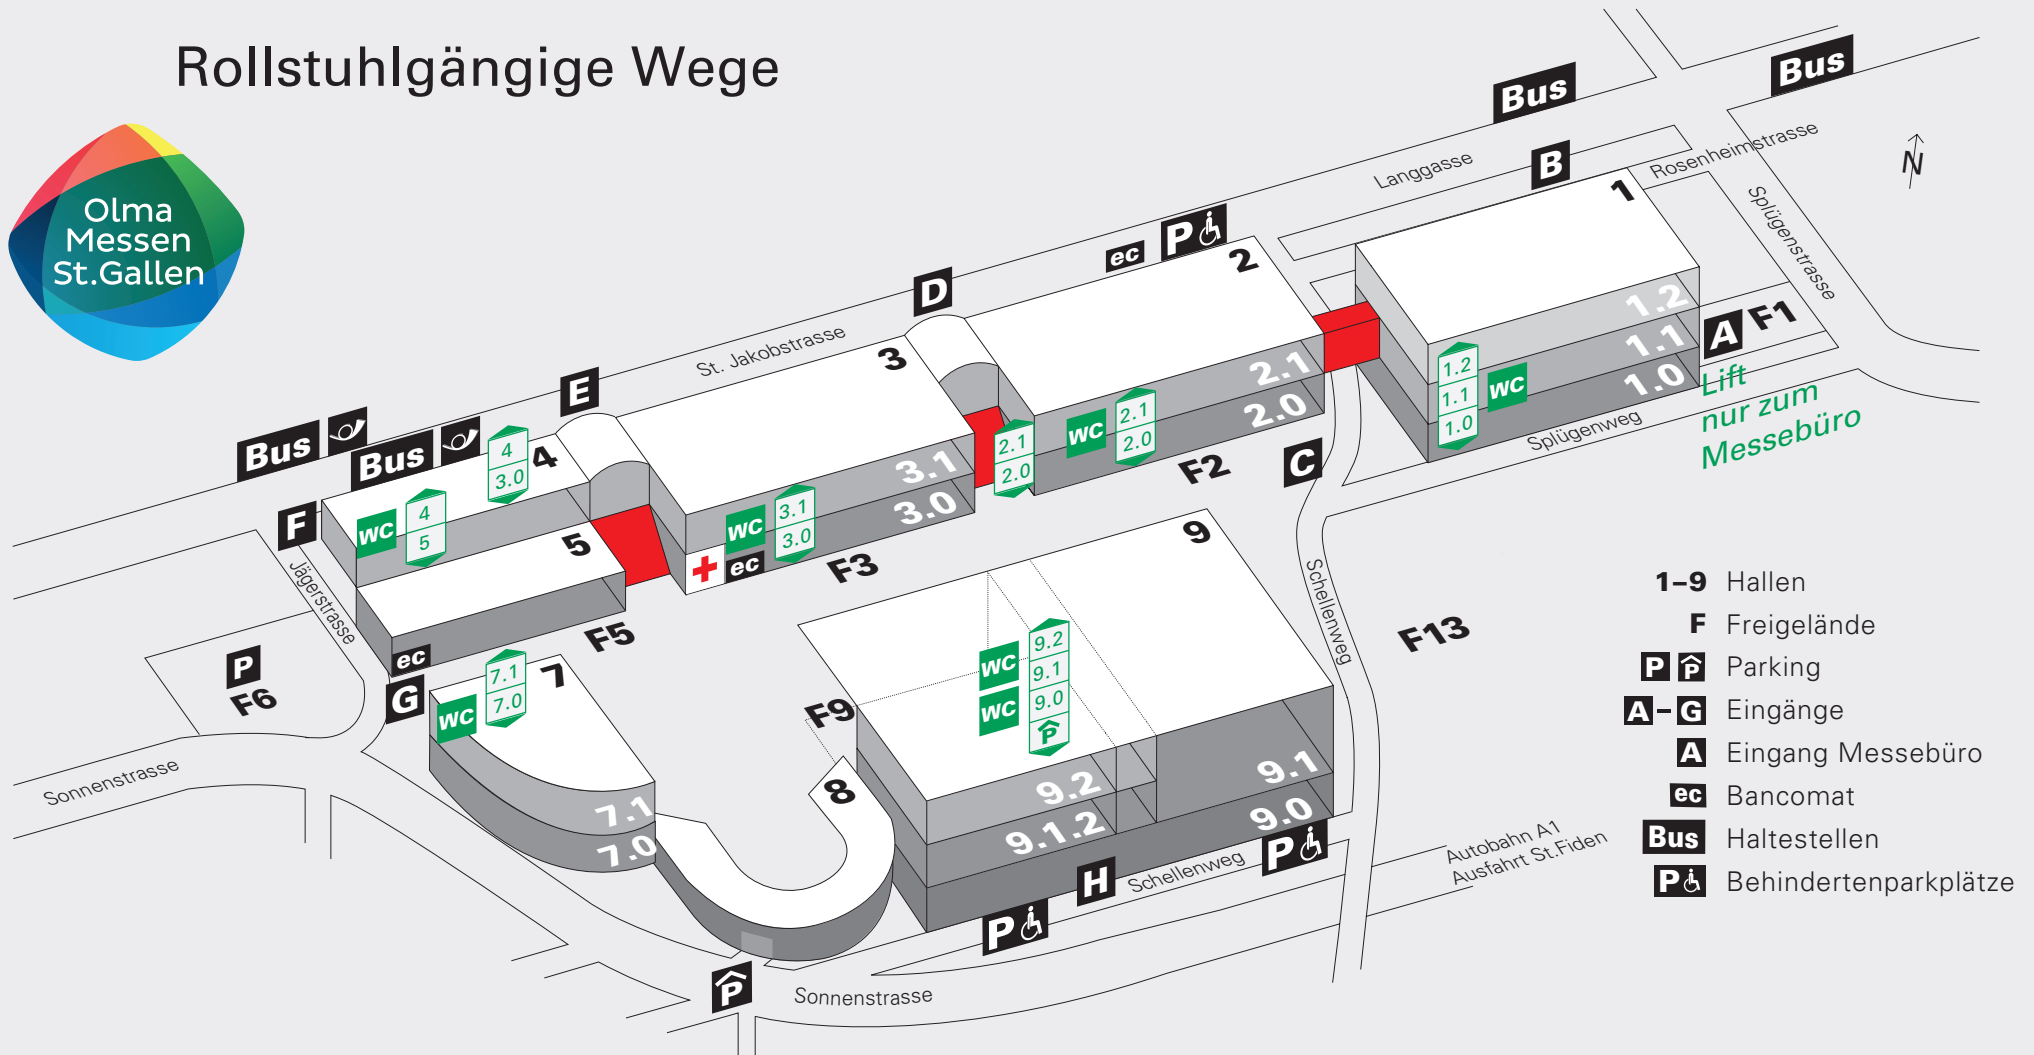 Rollstuhlgängige Wege
Olma
Messen
St.Gallen
Bus
Bus
Langgasse
B
Rosenheimstrasse
Splügenstrasse
N
1
1.2
1.1
1.0
1.2
1.1
1.0
WC
A
F1
Lift
nur zum
Messebüro
Splügenweg
ec
P
2
2.1
2.0
WC
2.1
2.0
2.1
2.0
F2
C
D
St. Jakobstrasse
3
3.1
3.0
WC
3.1
3.0
ec
F3
E
Bus
Bus
4
3.0
4
F
WC
4
5
5
ec
F5
Jägerstrasse
P
F6
G
7.1
7.0
7
WC
7.1
7.0
Sonnenstrasse
8
F9
9
WC
WC
9.2
9.1
9.0
P
9.2
9.1.2
9.1
9.0
H
Schellenweg
P
P
Schellenweg
F13
Autobahn A1
Ausfahrt St.Fiden
P
Sonnenstrasse
1–9 Hallen
F Freigelände
P P Parking
A–G Eingänge
A Eingang Messebüro
ec Bancomat
Bus Haltestellen
P Behindertenparkplätze